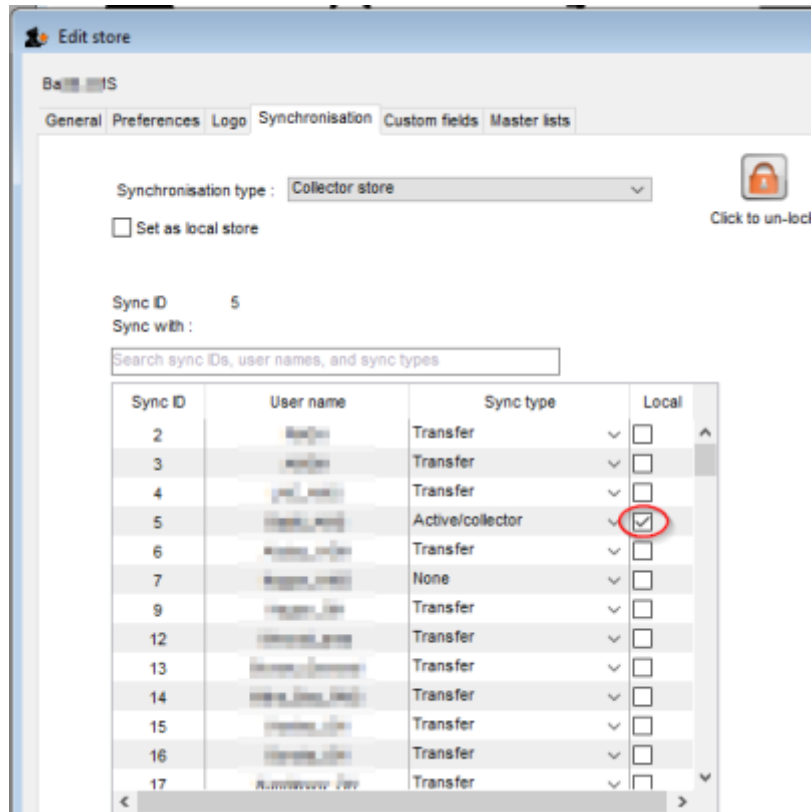 Edit store
General Preferences Logo Synchronisation Custom fields Master lists
Synchronisation type : Collector store
Set as local store
Click to un-lock
Sync ID 5
Sync with :
Search sync IDs, user names, and sync types
Sync ID User name Sync type Local
2 Transfer
3 Transfer
4 Transfer
5 Active/collector
6 Transfer
7 None
9 Transfer
12 Transfer
13 Transfer
14 Transfer
15 Transfer
16 Transfer
17 Transfer